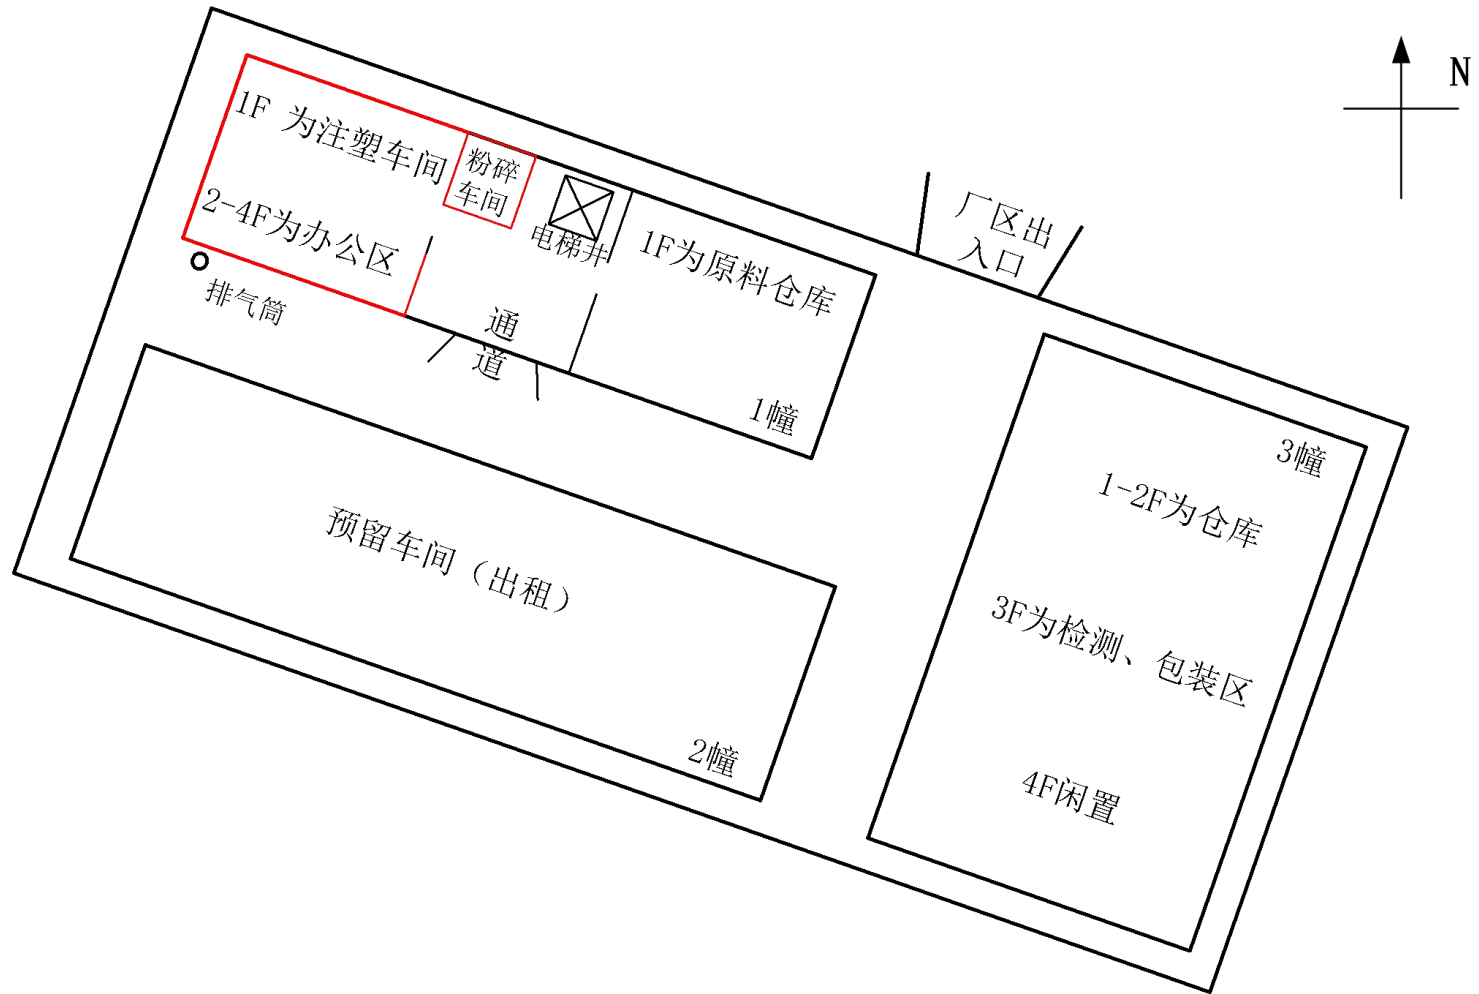 N
1F 为注塑车间
粉碎
车间
2-4F为办公区
电梯井
1F为原料仓库
厂区出
入口
排气筒
通
道
1幢
3幢
1-2F为仓库
预留车间（出租）
3F为检测、包装区
2幢
4F闲置